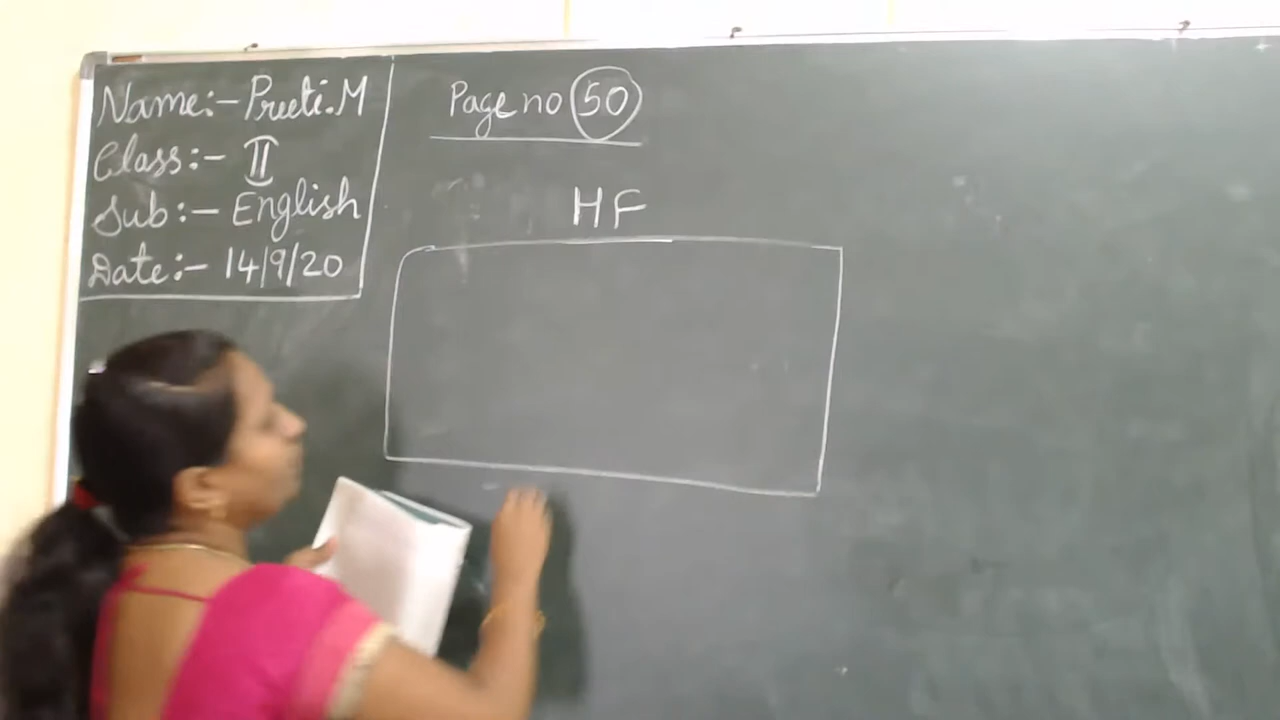 Name:- Preeti.M
Class:- II
Sub:- English
Date:- 14/9/20
Page no 50
HF